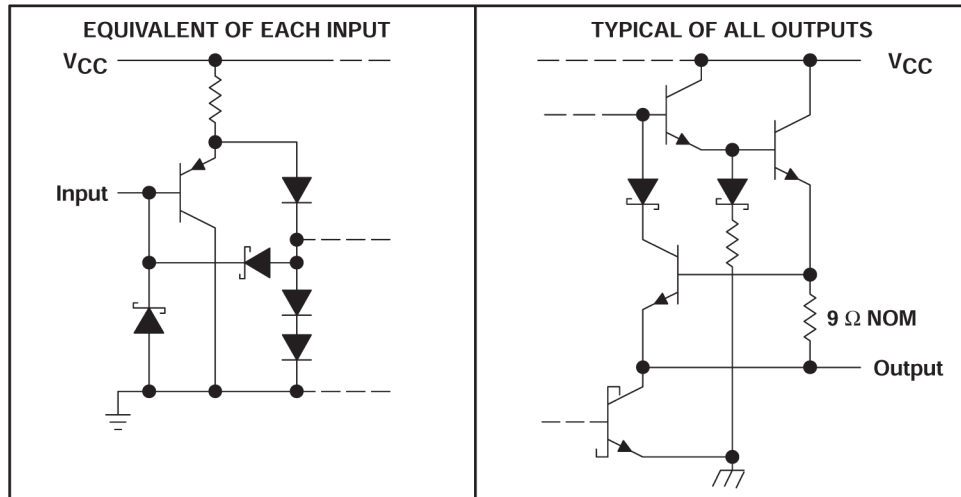 EQUIVALENT OF EACH INPUT
VCC
Input
TYPICAL OF ALL OUTPUTS
VCC
9 Ω NOM
Output